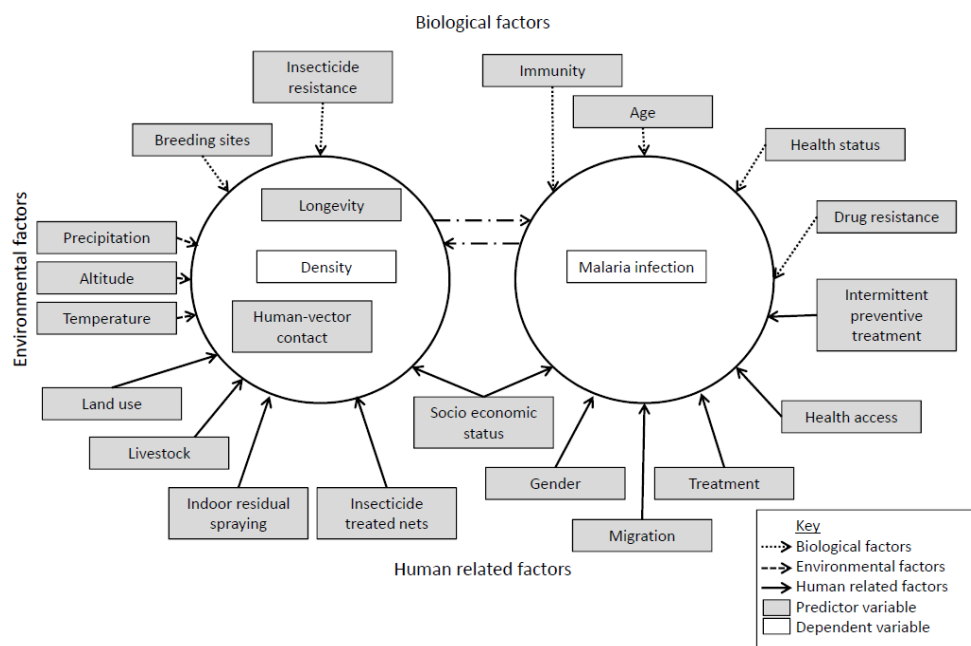 Biological factors
Insecticide
resistance
Immunity
Age
Breeding sites
Health status
Longevity
Drug resistance
Environmental factors
Precipitation
Density
Malaria infection
Altitude
Temperature
Human-vector
contact
Intermittent
preventive
treatment
Land use
Socio economic
status
Health access
Livestock
Gender
Treatment
Indoor residual
spraying
Insecticide
treated nets
Migration
Human related factors
Key
Biological factors
Environmental factors
Human related factors
Predictor variable
Dependent variable